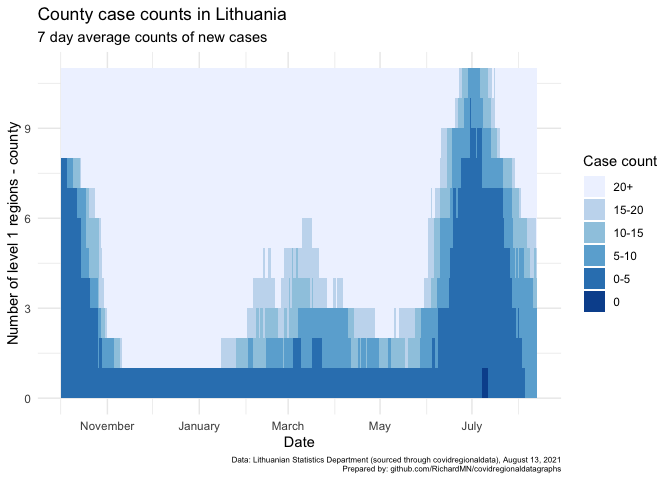 County case counts in Lithuania
7 day average counts of new cases
Number of level 1 regions - county
9
6
3
0
November
January
March
May
July
Date
Case count
20+
15-20
10-15
5-10
0-5
0
Data: Lithuanian Statistics Department (sourced through covidregionaldata), August 13, 2021
Prepared by: github.com/RichardMN/covidregionaldatagraphs